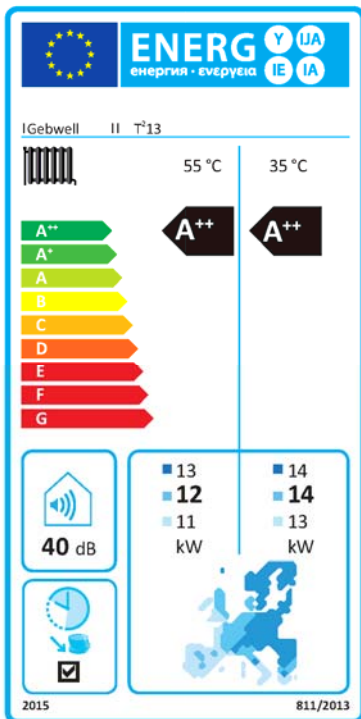 ENERG Y IJA
енергия · ενεργεια IE IA
I Gebwell II T²13
55 °C 35 °C
A++ A++
A++
A+
A
B
C
D
E
F
G
13 14
12 14
11 13
kW kW
40 dB
2015 811/2013